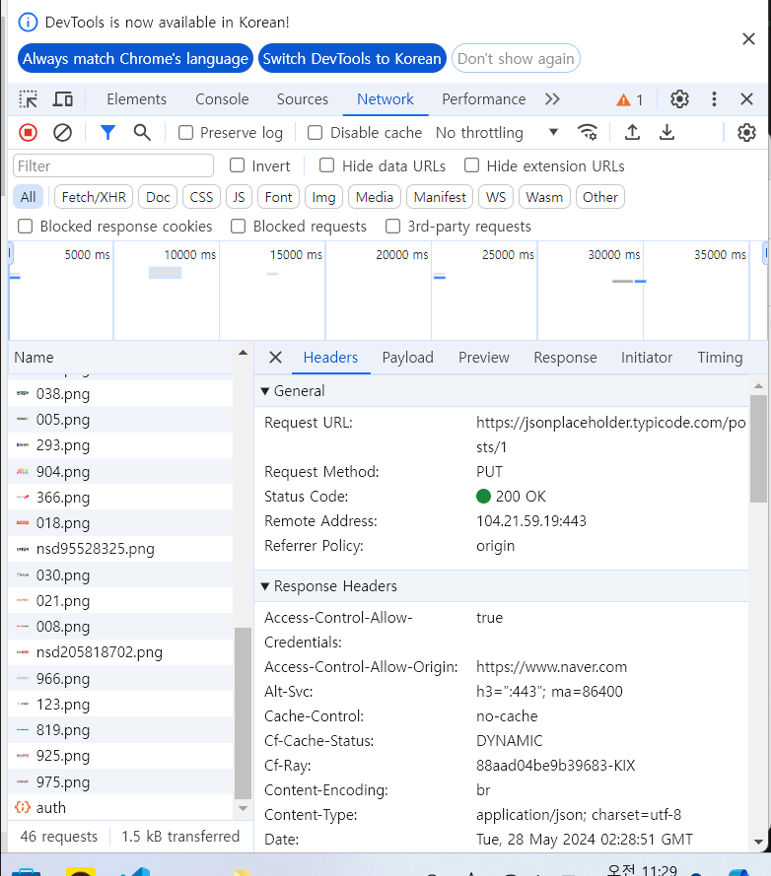 DevTools is now available in Korean!
Always match Chrome's language Switch DevTools to Korean Don't show again
Elements Console Sources Network Performance 1
Preserve log Disable cache No throttling
Filter Invert Hide data URLs Hide extension URLs
All Fetch/XHR Doc CSS JS Font Img Media Manifest WS Wasm Other
Blocked response cookies Blocked requests 3rd-party requests
5000 ms 10000 ms 15000 ms 20000 ms 25000 ms 30000 ms 35000 ms
Name
038.png
005.png
293.png
904.png
366.png
018.png
nsd95528325.png
030.png
021.png
008.png
nsd205818702.png
966.png
123.png
819.png
925.png
975.png
auth
46 requests 1.5 kB transferred
Headers Payload Preview Response Initiator Timing
General
Request URL: https://jsonplaceholder.typicode.com/po
sts/1
Request Method: PUT
Status Code: 200 OK
Remote Address: 104.21.59.19:443
Referrer Policy: origin
Response Headers
Access-Control-Allow- true
Credentials:
Access-Control-Allow-Origin: https://www.naver.com
Alt-Svc: h3=":443"; ma=86400
Cache-Control: no-cache
Cf-Cache-Status: DYNAMIC
Cf-Ray: 88aad04be9b39683-KIX
Content-Encoding: br
Content-Type: application/json; charset=utf-8
Date: Tue, 28 May 2024 02:28:51 GMT
오전 11:29